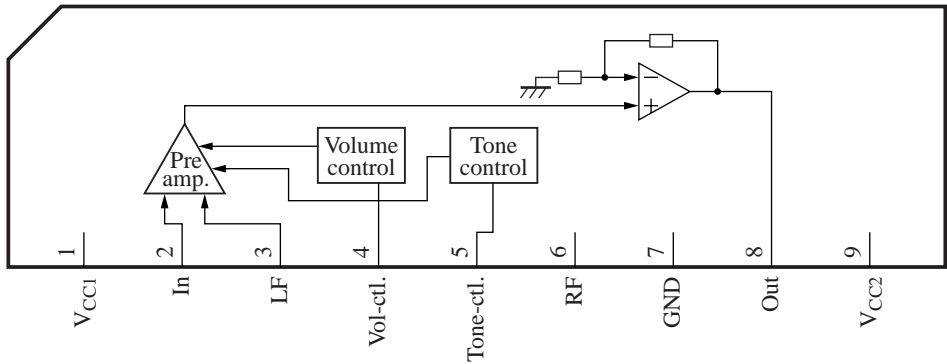 −
+
Pre
amp.
Volume
control
Tone
control
1
2
3
4
5
6
7
8
9
VCC1
In
LF
Vol-ctl.
Tone-ctl.
RF
GND
Out
VCC2